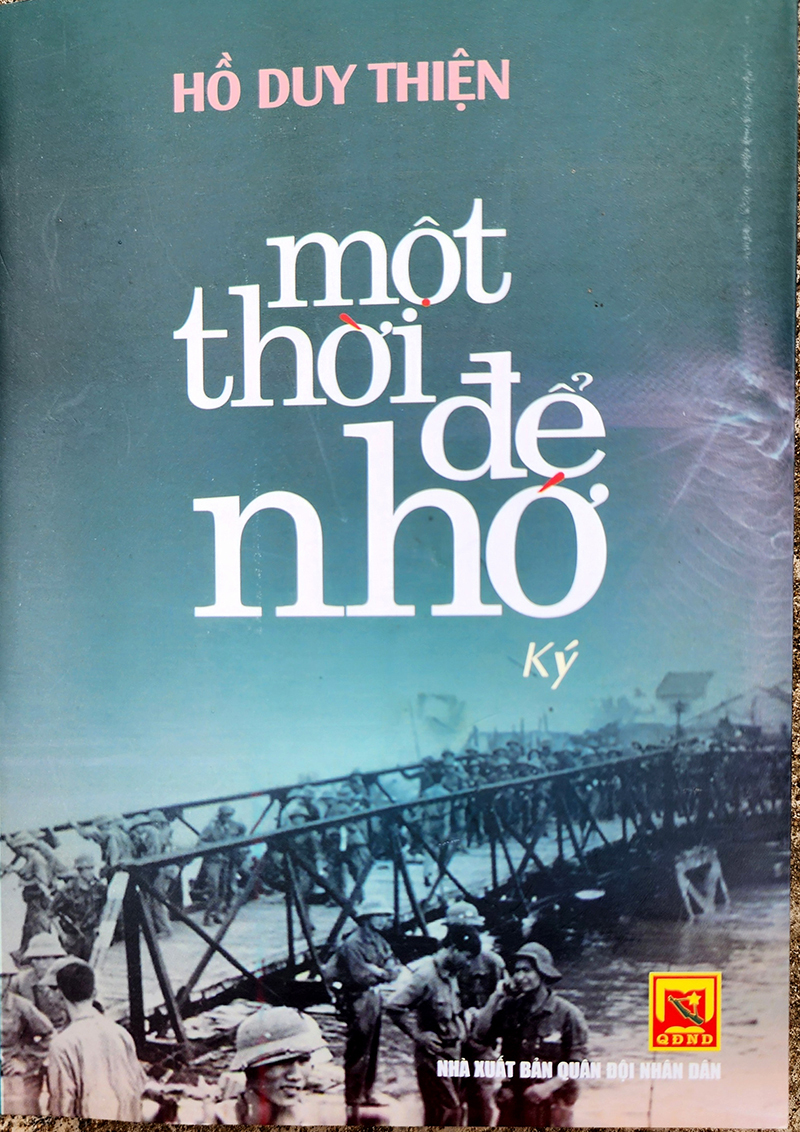 HỒ DUY THIỆN
một
thời
để
nhớ
Ký
QĐND
NHÀ XUẤT BẢN QUÂN ĐỘI NHÂN DÂN